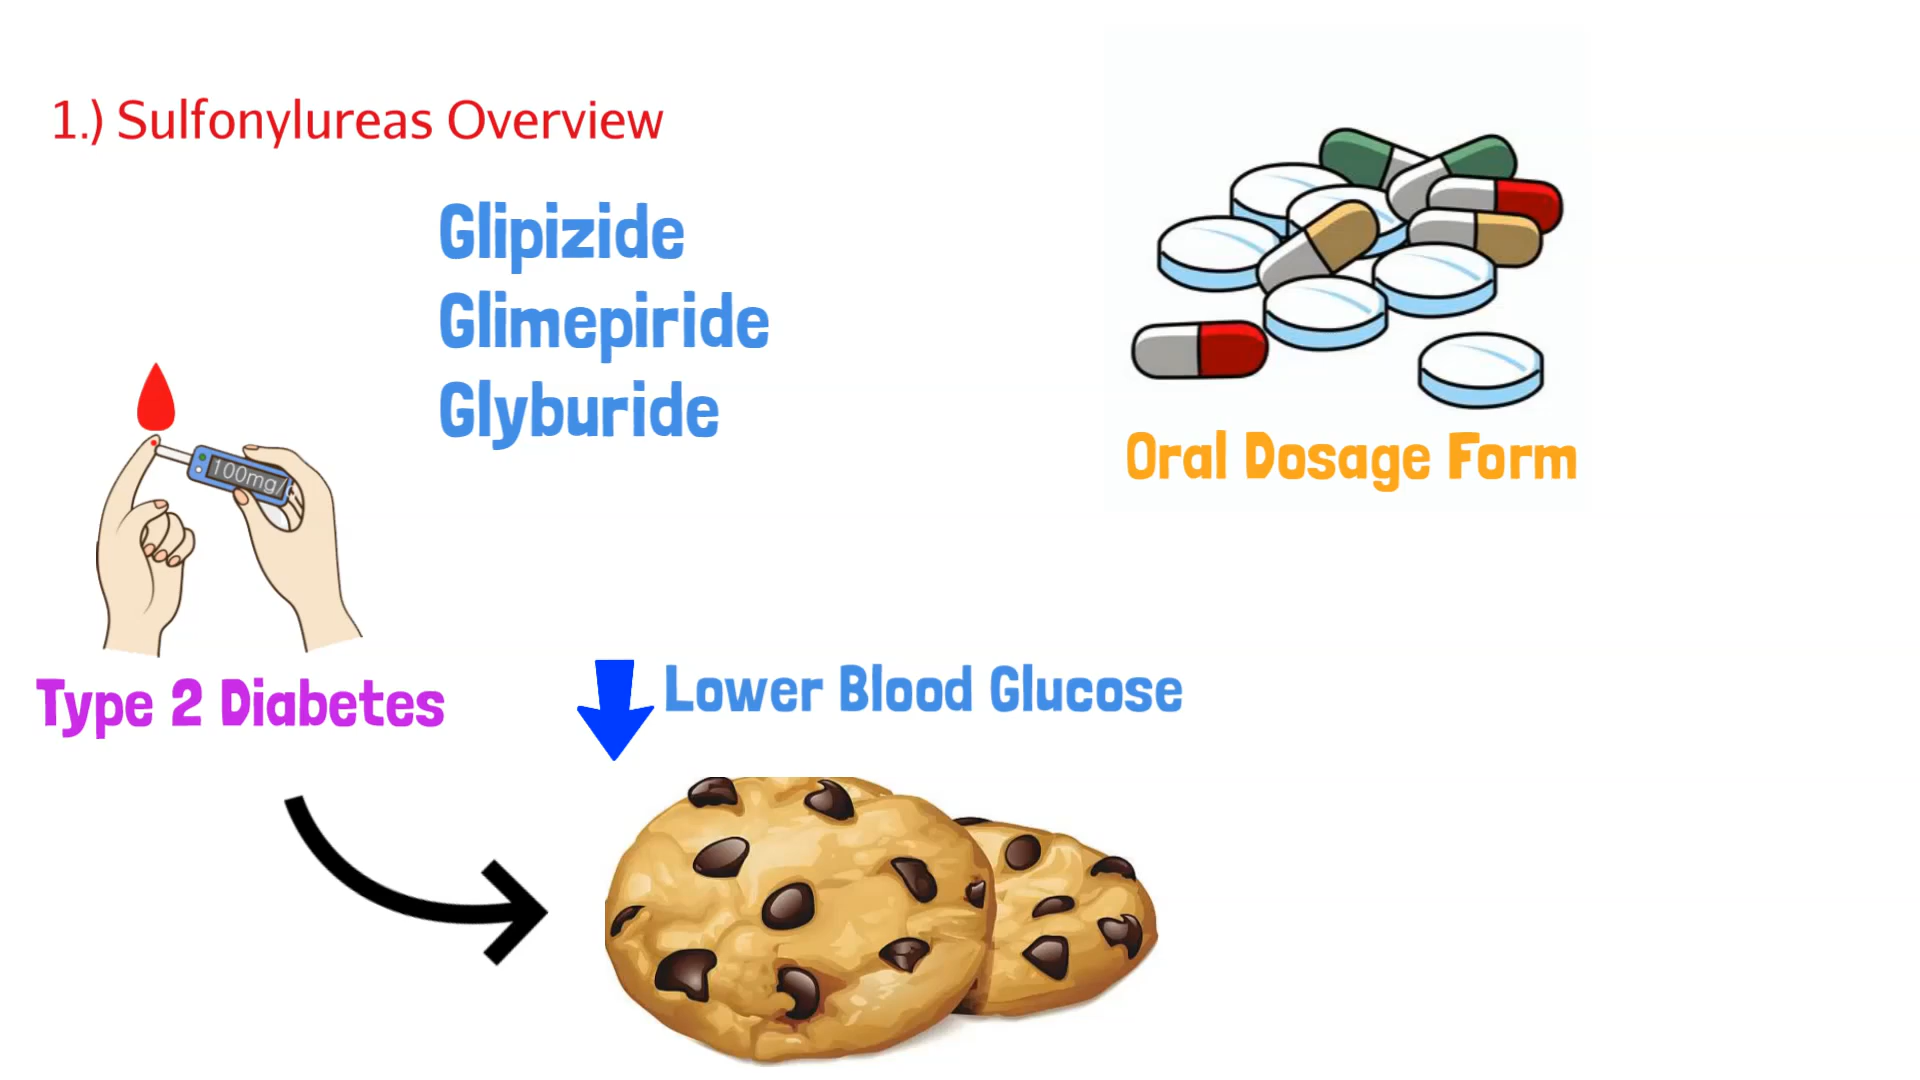 1.) Sulfonylureas Overview
Glipizide
Glimepiride
Glyburide
100mg/
Oral Dosage Form
Type 2 Diabetes
Lower Blood Glucose